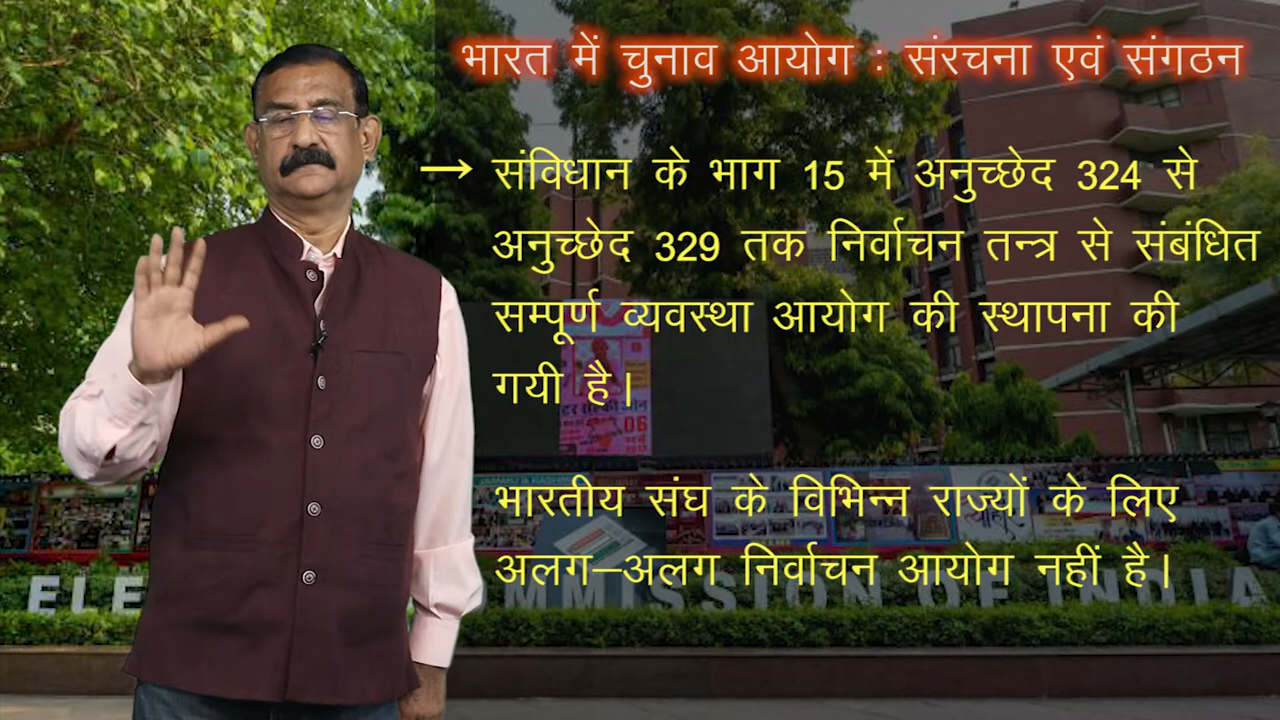 भारत में चुनाव आयोग : संरचना एवं संगठन
→ संविधान के भाग 15 में अनुच्छेद 324 से
अनुच्छेद 329 तक निर्वाचन तन्त्र से संबंधित
सम्पूर्ण व्यवस्था आयोग की स्थापना की
गयी है।
06
भारतीय संघ के विभिन्न राज्यों के लिए
अलग–अलग निर्वाचन आयोग नहीं है।
ELE MMISSION OF INDIA